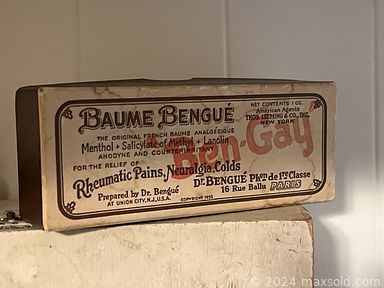 BAUME BENGUÉ
THE ORIGINAL FRENCH BAUME ANALGÉSIQUE
Menthol + Salicylate of Methyl + Lanolin
ANODYNE AND COUNTERIRRITANT
FOR THE RELIEF OF
Rheumatic Pains, Neuralgia, Colds
Prepared by Dr. Bengué
AT UNION CITY, N.J., U.S.A.
COPYRIGHT
NET CONTENTS 1 OZ.
American Agents
THOS. LEEMING & CO., INC.
NEW YORK
"Ben-Gay"
Dr. BENGUÉ Phen de 1re Classe
16 Rue Ballu PARIS
© 2024 maxsold.com